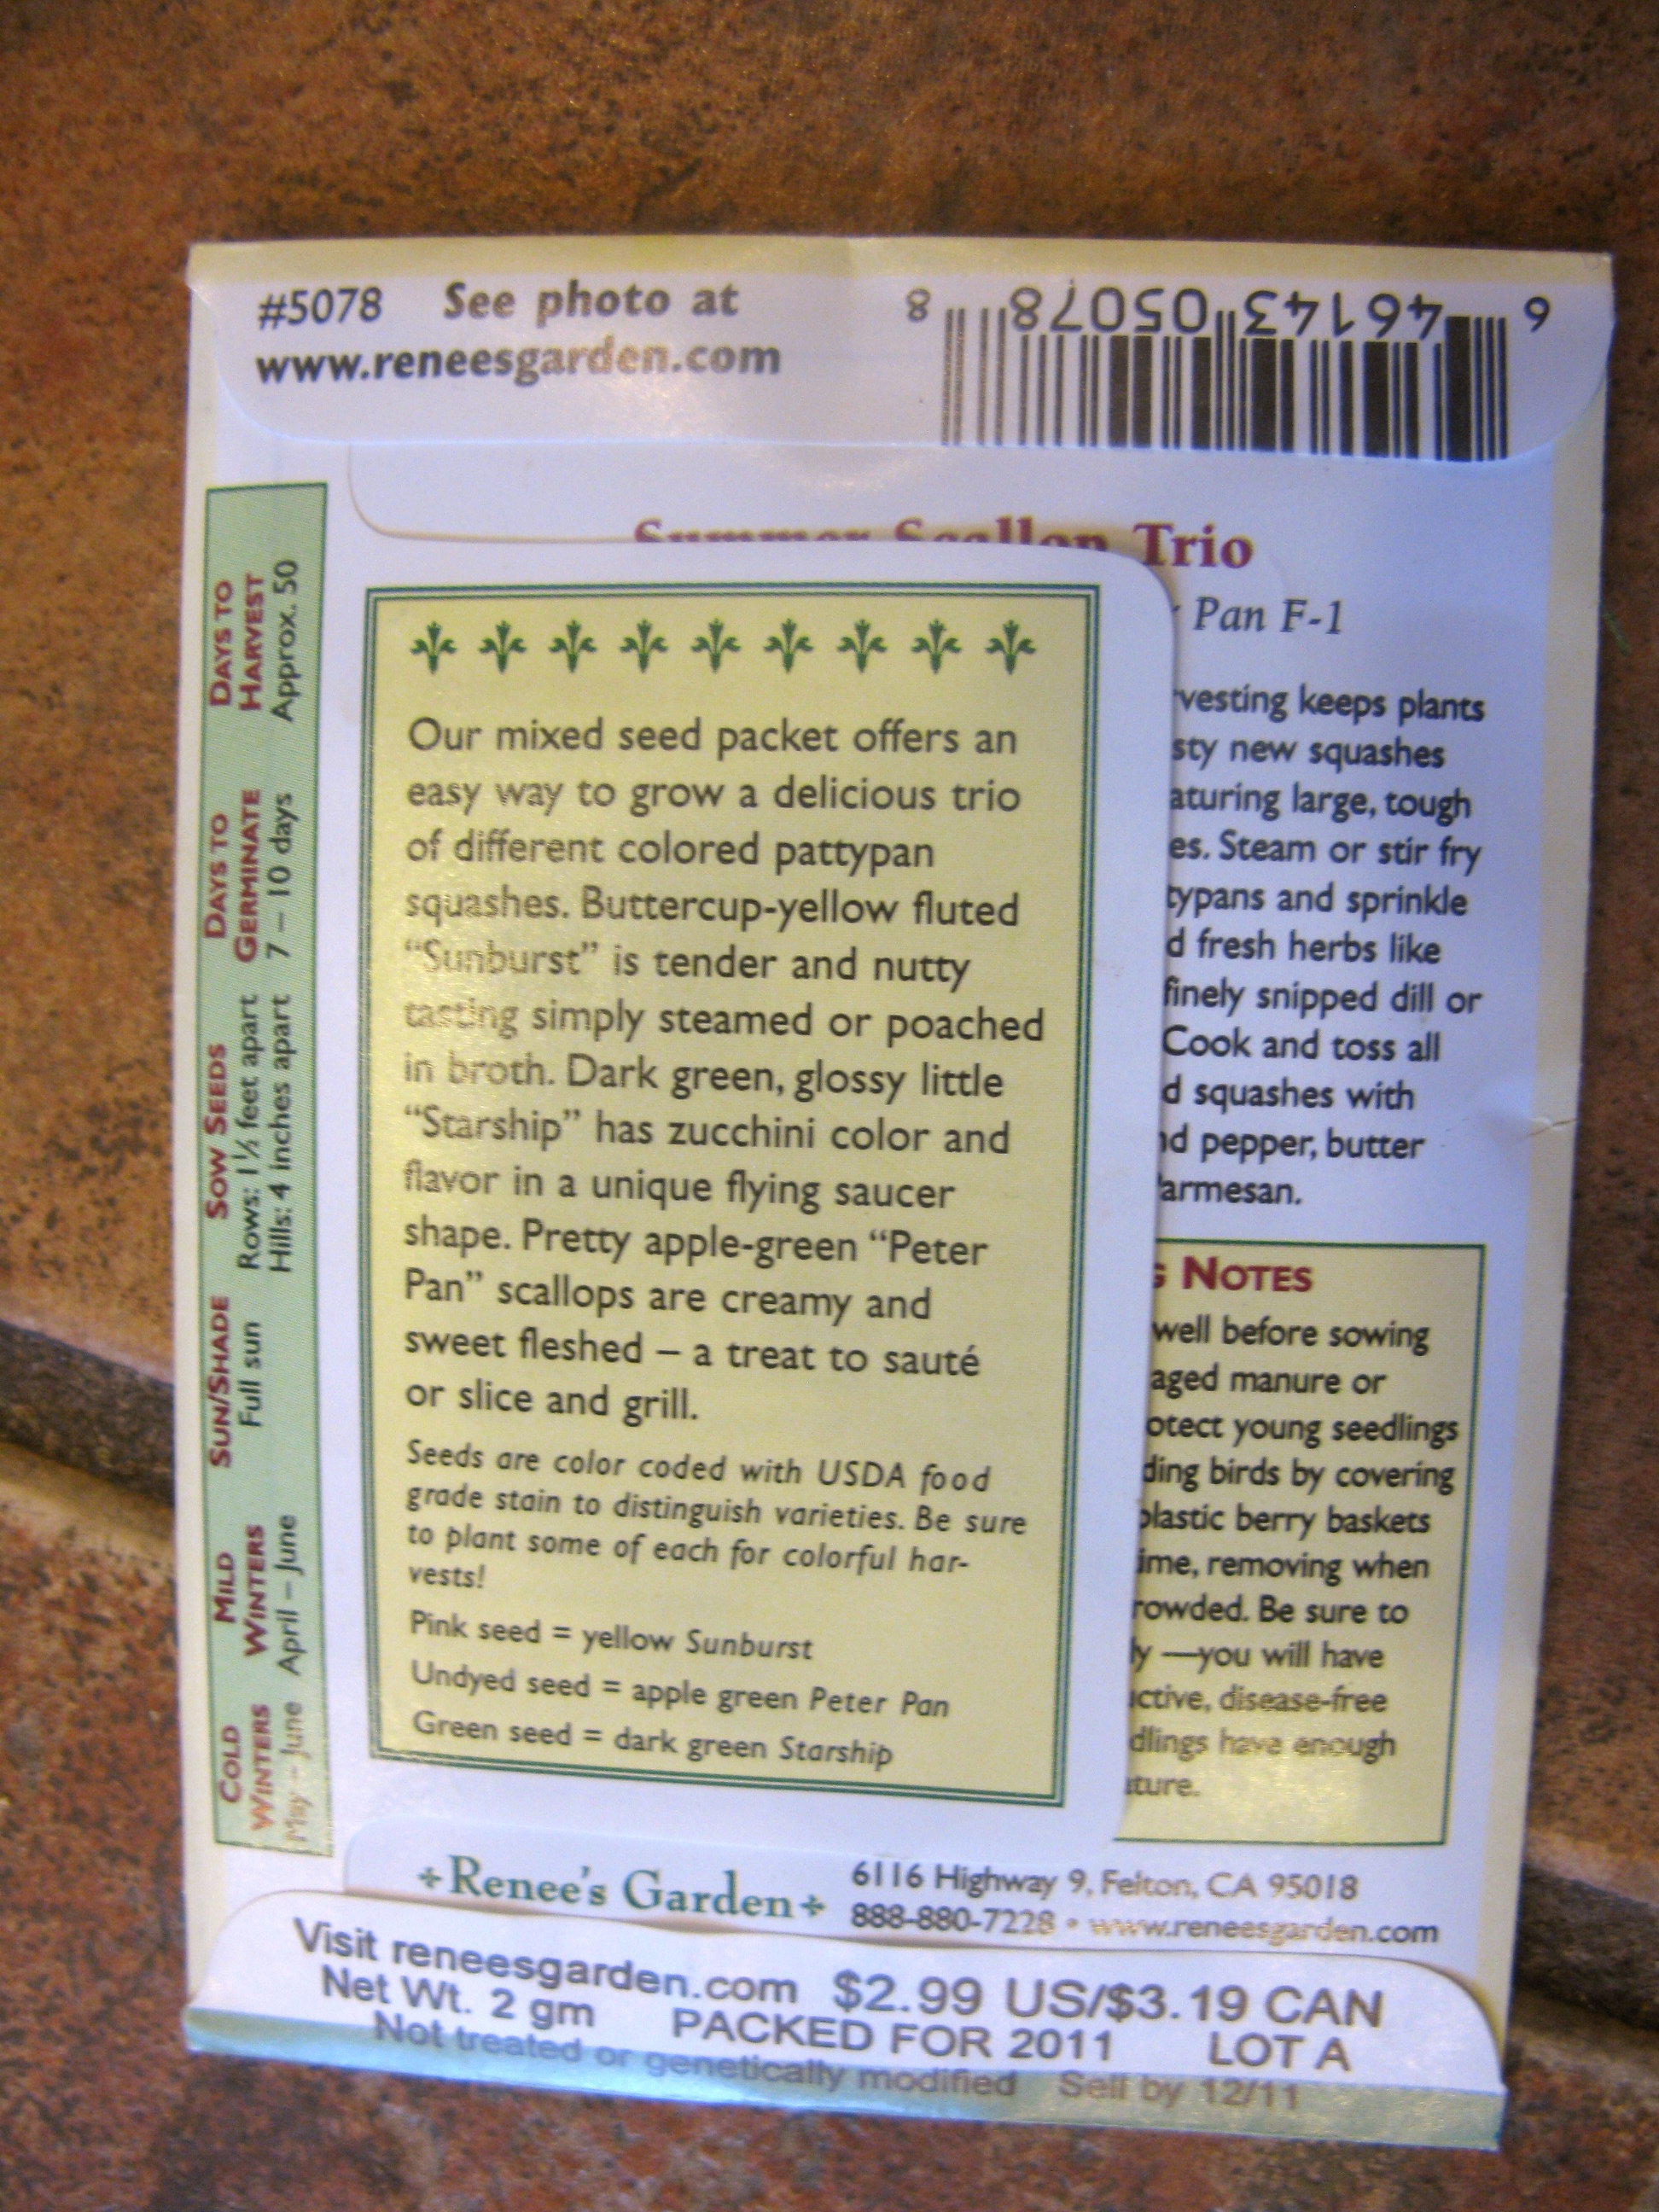 #5078 See photo at
www.reneesgarden.com
9 46143 05078 8
Summer Scallop Trio
Pan F-1
DAYS TO
HARVEST
Approx. 50
DAYS TO
GERMINATE
7 – 10 days
SOW SEEDS
Rows: 1½ feet apart
Hills: 4 inches apart
SUN/SHADE
Full sun
MILD
WINTERS
April – June
COLD
WINTERS
May – June
Our mixed seed packet offers an
easy way to grow a delicious trio
of different colored pattypan
squashes. Buttercup-yellow fluted
“Sunburst” is tender and nutty
tasting simply steamed or poached
in broth. Dark green, glossy little
“Starship” has zucchini color and
flavor in a unique flying saucer
shape. Pretty apple-green “Peter
Pan” scallops are creamy and
sweet fleshed – a treat to sauté
or slice and grill.
Seeds are color coded with USDA food
grade stain to distinguish varieties. Be sure
to plant some of each for colorful har-
vests!
Pink seed = yellow Sunburst
Undyed seed = apple green Peter Pan
Green seed = dark green Starship
vesting keeps plants
sty new squashes
aturing large, tough
es. Steam or stir fry
typans and sprinkle
d fresh herbs like
finely snipped dill or
Cook and toss all
d squashes with
nd pepper, butter
armesan.
NOTES
well before sowing
aged manure or
otect young seedlings
ding birds by covering
plastic berry baskets
ime, removing when
rowded. Be sure to
ly —you will have
uctive, disease-free
dlings have enough
ature.
Renee's Garden
6116 Highway 9, Felton, CA 95018
888-880-7228 • www.reneesgarden.com
Visit reneesgarden.com $2.99 US/$3.19 CAN
Net Wt. 2 gm PACKED FOR 2011 LOT A
Not treated or genetically modified Sell by 12/11